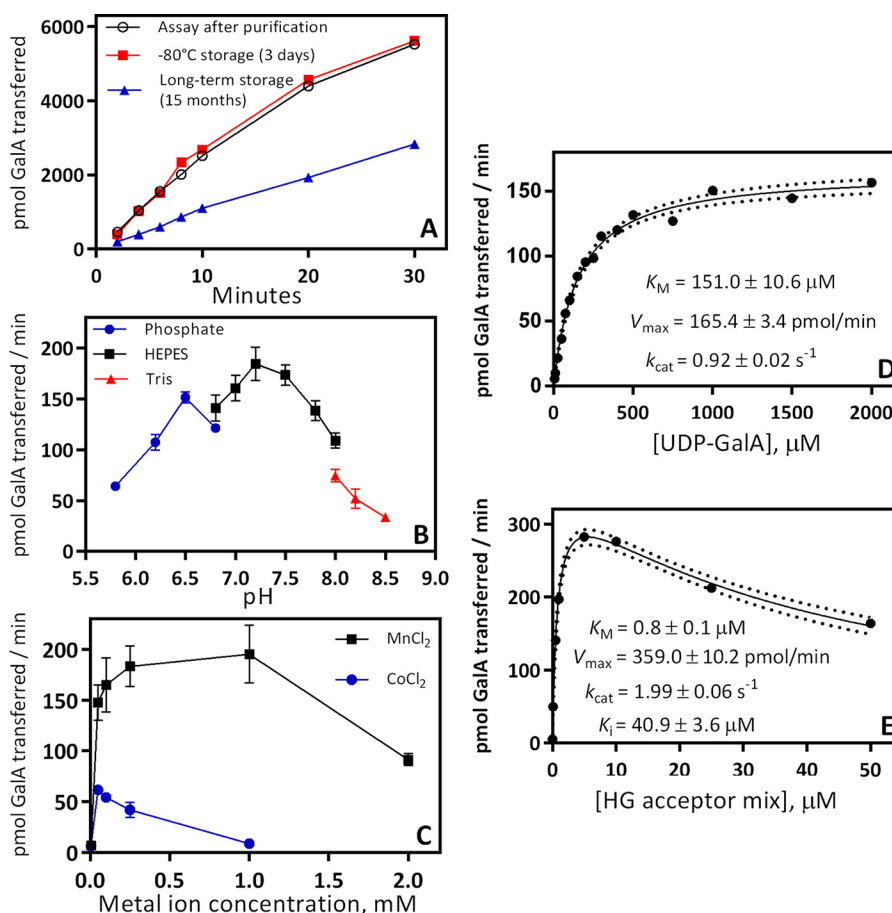 pmol GalA transferred
6000
4000
2000
0
Assay after purification
-80°C storage (3 days)
Long-term storage
(15 months)
A
0
10
20
30
Minutes
pmol GalA transferred / min
200
150
100
50
0
Phosphate
HEPES
Tris
B
5.5
6.0
6.5
7.0
7.5
8.0
8.5
9.0
pH
pmol GalA transferred / min
200
150
100
50
0
MnCl2
CoCl2
C
0.0
0.5
1.0
1.5
2.0
Metal ion concentration, mM
pmol GalA transferred / min
150
100
50
0
KM = 151.0 ± 10.6 μM
Vmax = 165.4 ± 3.4 pmol/min
kcat = 0.92 ± 0.02 s-1
D
0
500
1000
1500
2000
[UDP-GalA], μM
pmol GalA transferred / min
300
200
100
0
KM = 0.8 ± 0.1 μM
Vmax = 359.0 ± 10.2 pmol/min
kcat = 1.99 ± 0.06 s-1
Ki = 40.9 ± 3.6 μM
E
0
10
20
30
40
50
[HG acceptor mix], μM